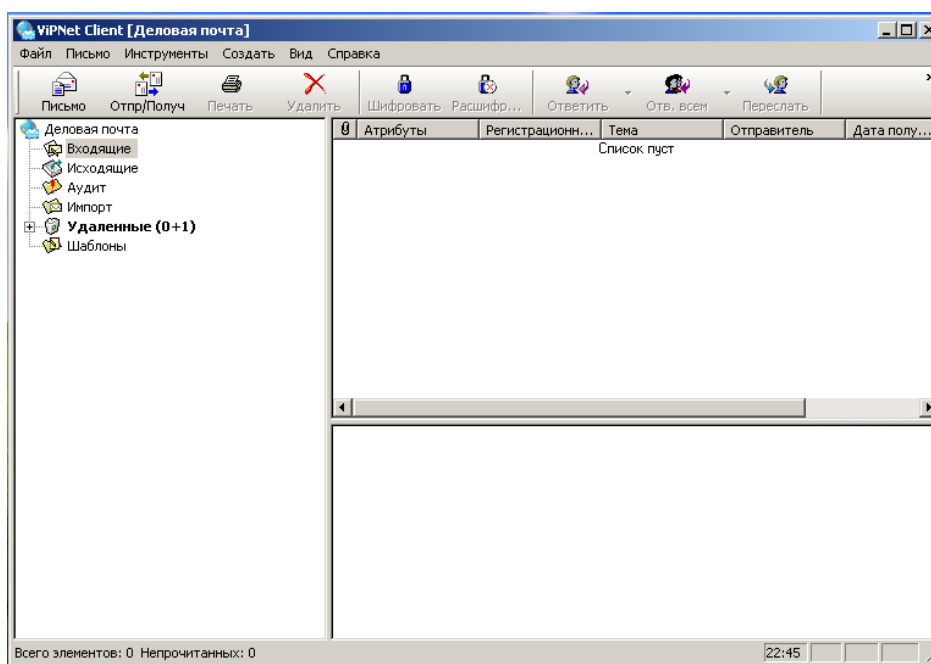 ViPNet Client [Деловая почта]
Файл Письмо Инструменты Создать Вид Справка
Письмо Отпр/Получ Печать Удалить Шифровать Расшифр... Ответить Отв. всем Переслать
Деловая почта
Входящие
Исходящие
Аудит
Импорт
Удаленные (0+1)
Шаблоны
Атрибуты Регистрационн... Тема Отправитель Дата полу...
Список пуст
Всего элементов: 0 Непрочитанных: 0 22:45